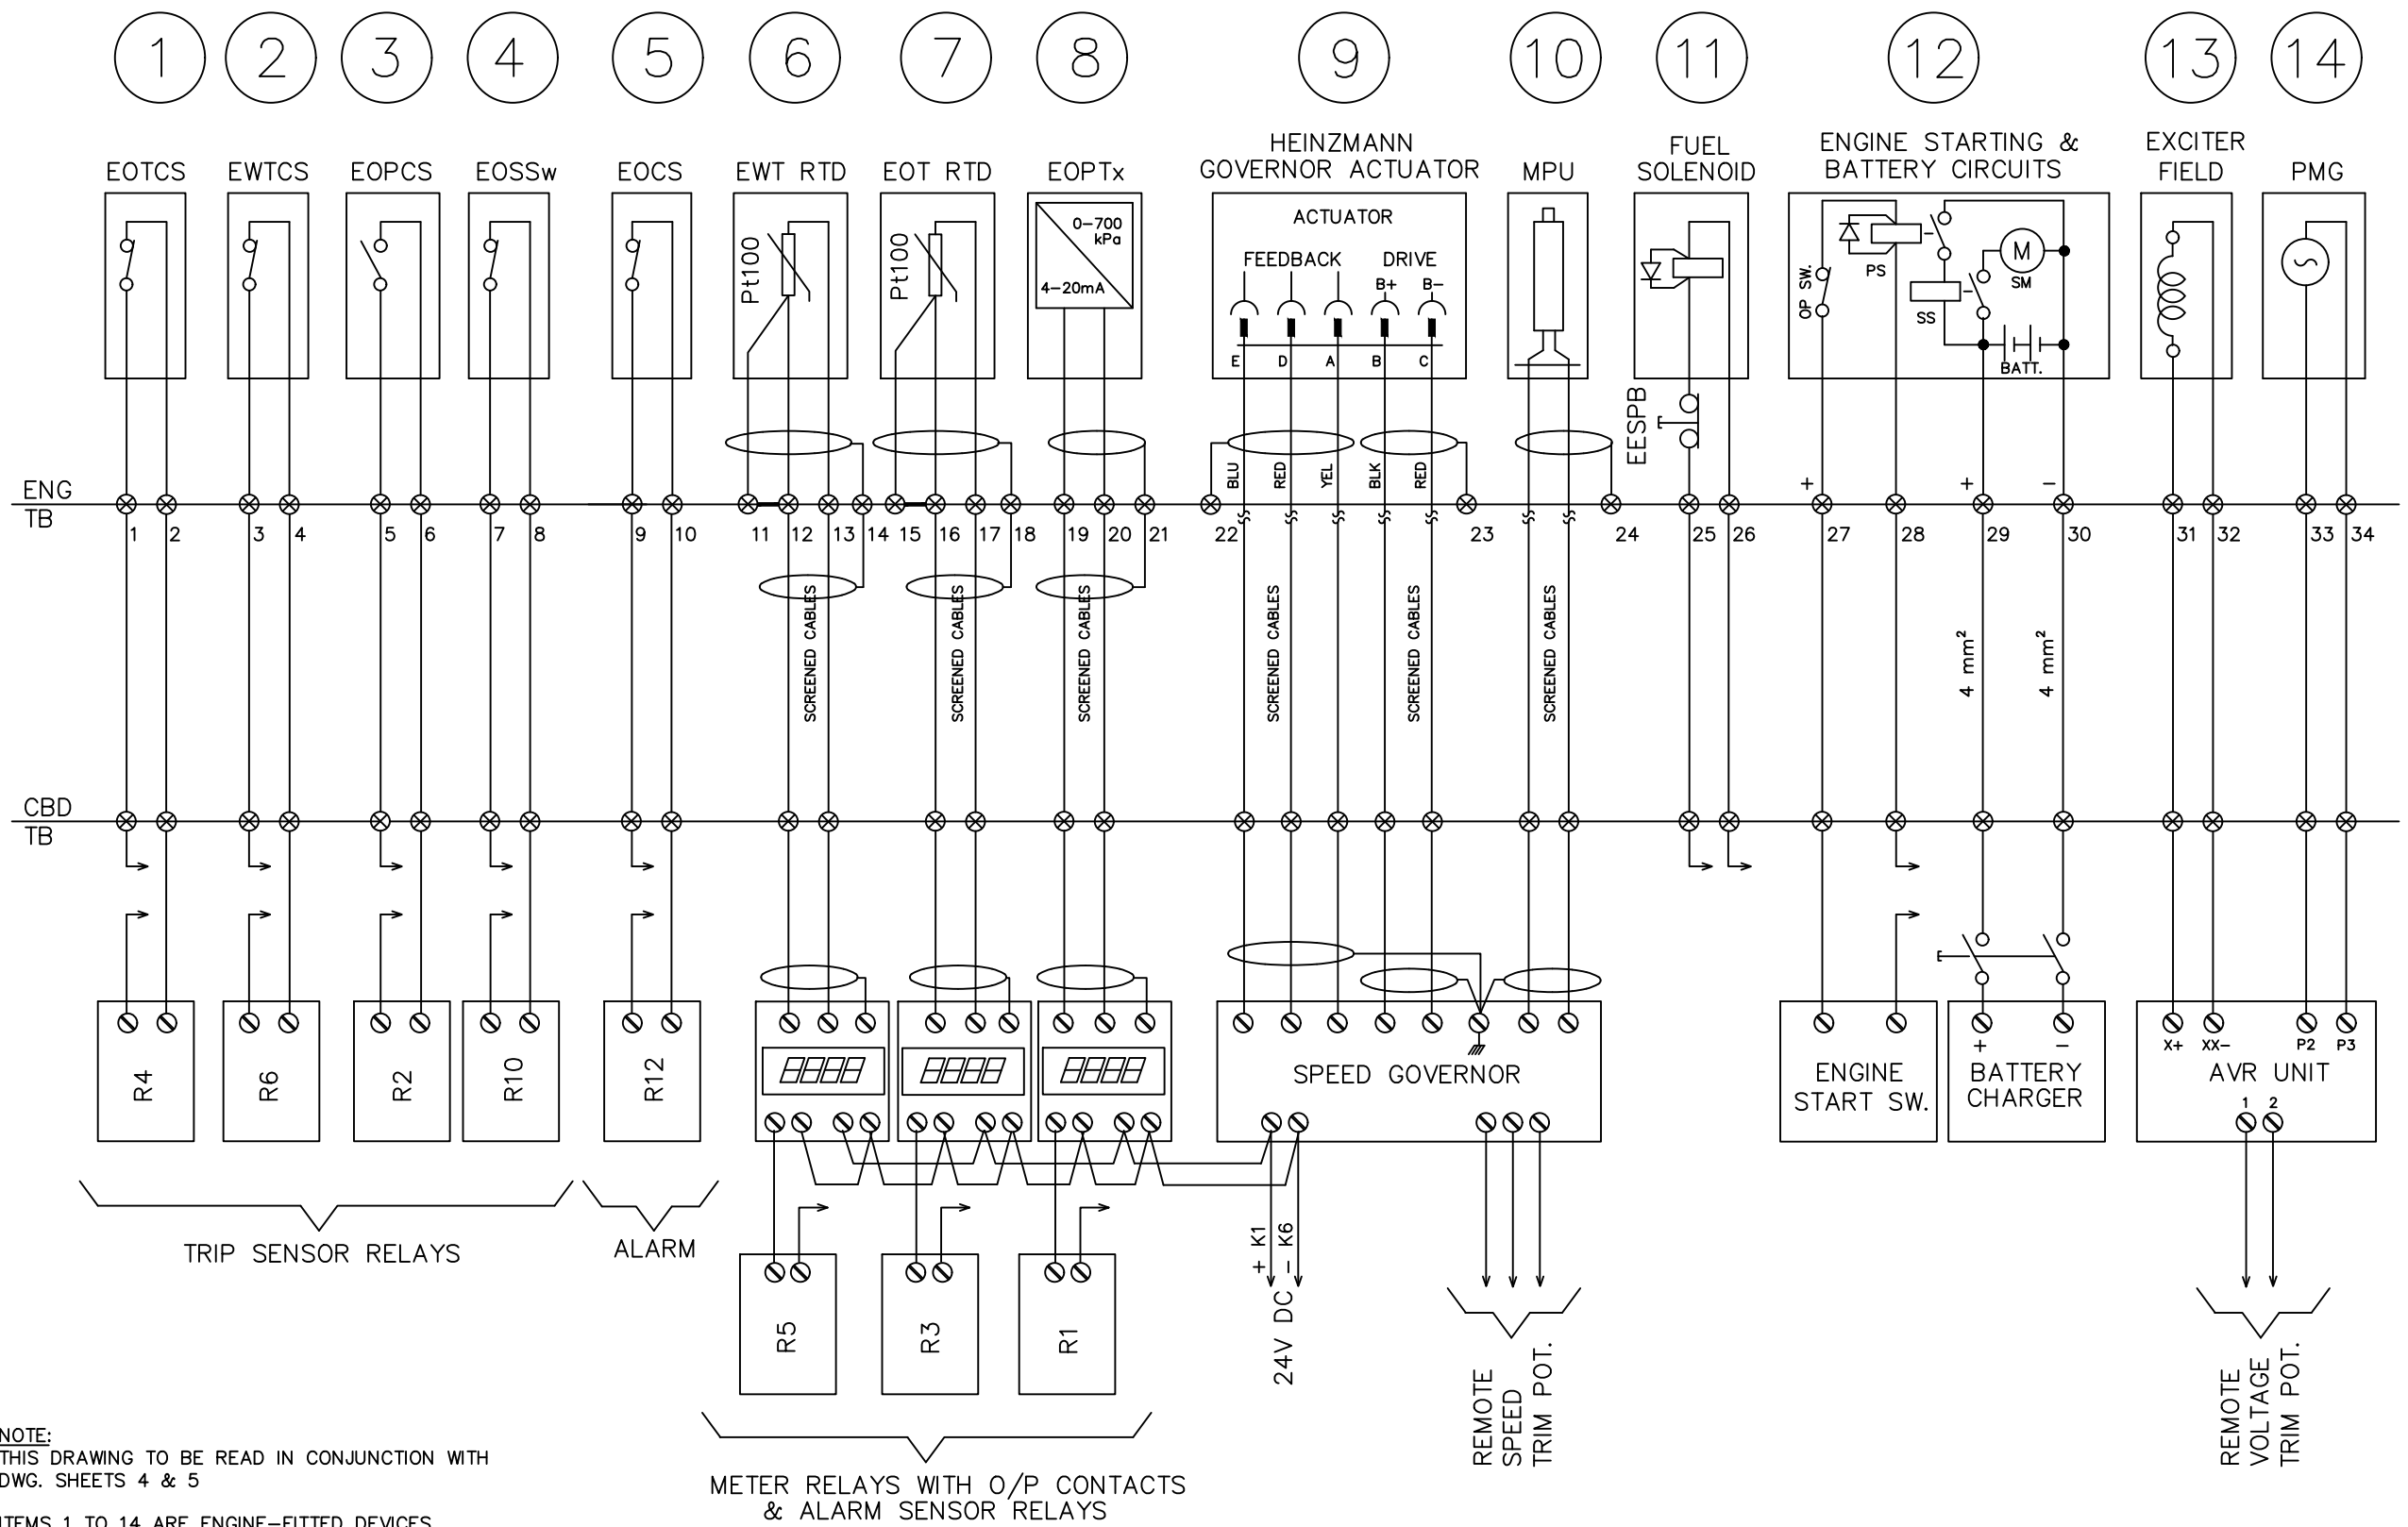 1 2 3 4 5 6 7 8 9 10 11 12 13 14
EOTCS EWTCS EOPCS EOSSw EOCS EWT RTD EOT RTD EOPTx
HEINZMANN
GOVERNOR ACTUATOR
MPU
FUEL
SOLENOID
ENGINE STARTING &
BATTERY CIRCUITS
EXCITER
FIELD
PMG
Pt100
Pt100
0-700
kPa
4-20mA
ACTUATOR
FEEDBACK DRIVE
B+ B-
E D A B C
OP SW.
PS
SS
M
SM
BATT.
EESPB
BLU RED YEL BLK RED
+ + -
ENG
TB
1 2 3 4 5 6 7 8 9 10 11 12 13 14 15 16 17 18 19 20 21 22 23 24 25 26 27 28 29 30 31 32 33 34
SCREENED CABLES
SCREENED CABLES
SCREENED CABLES
SCREENED CABLES
SCREENED CABLES
SCREENED CABLES
4 mm²
4 mm²
CBD
TB
R4
R6
R2
R10
R12
8888 8888 8888
SPEED GOVERNOR
ENGINE
START SW.
+ -
BATTERY
CHARGER
X+ XX- P2 P3
AVR UNIT
1 2
TRIP SENSOR RELAYS
ALARM
R5
R3
R1
+ K1
- K6
24V DC
REMOTE
SPEED
TRIM POT.
REMOTE
VOLTAGE
TRIM POT.
METER RELAYS WITH O/P CONTACTS
& ALARM SENSOR RELAYS
NOTE:
THIS DRAWING TO BE READ IN CONJUNCTION WITH
DWG. SHEETS 4 & 5
ITEMS 1 TO 14 ARE ENGINE-FITTED DEVICES